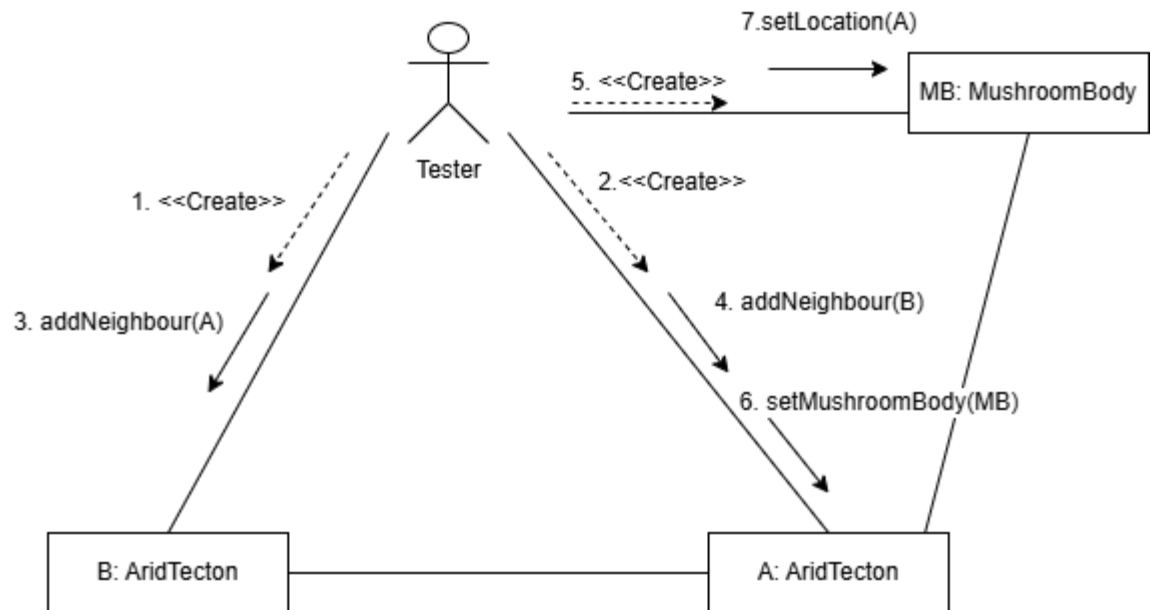 7.setLocation(A)
5. <<Create>>
MB: MushroomBody
Tester
1. <<Create>>
2.<<Create>>
3. addNeighbour(A)
4. addNeighbour(B)
6. setMushroomBody(MB)
B: AridTecton
A: AridTecton